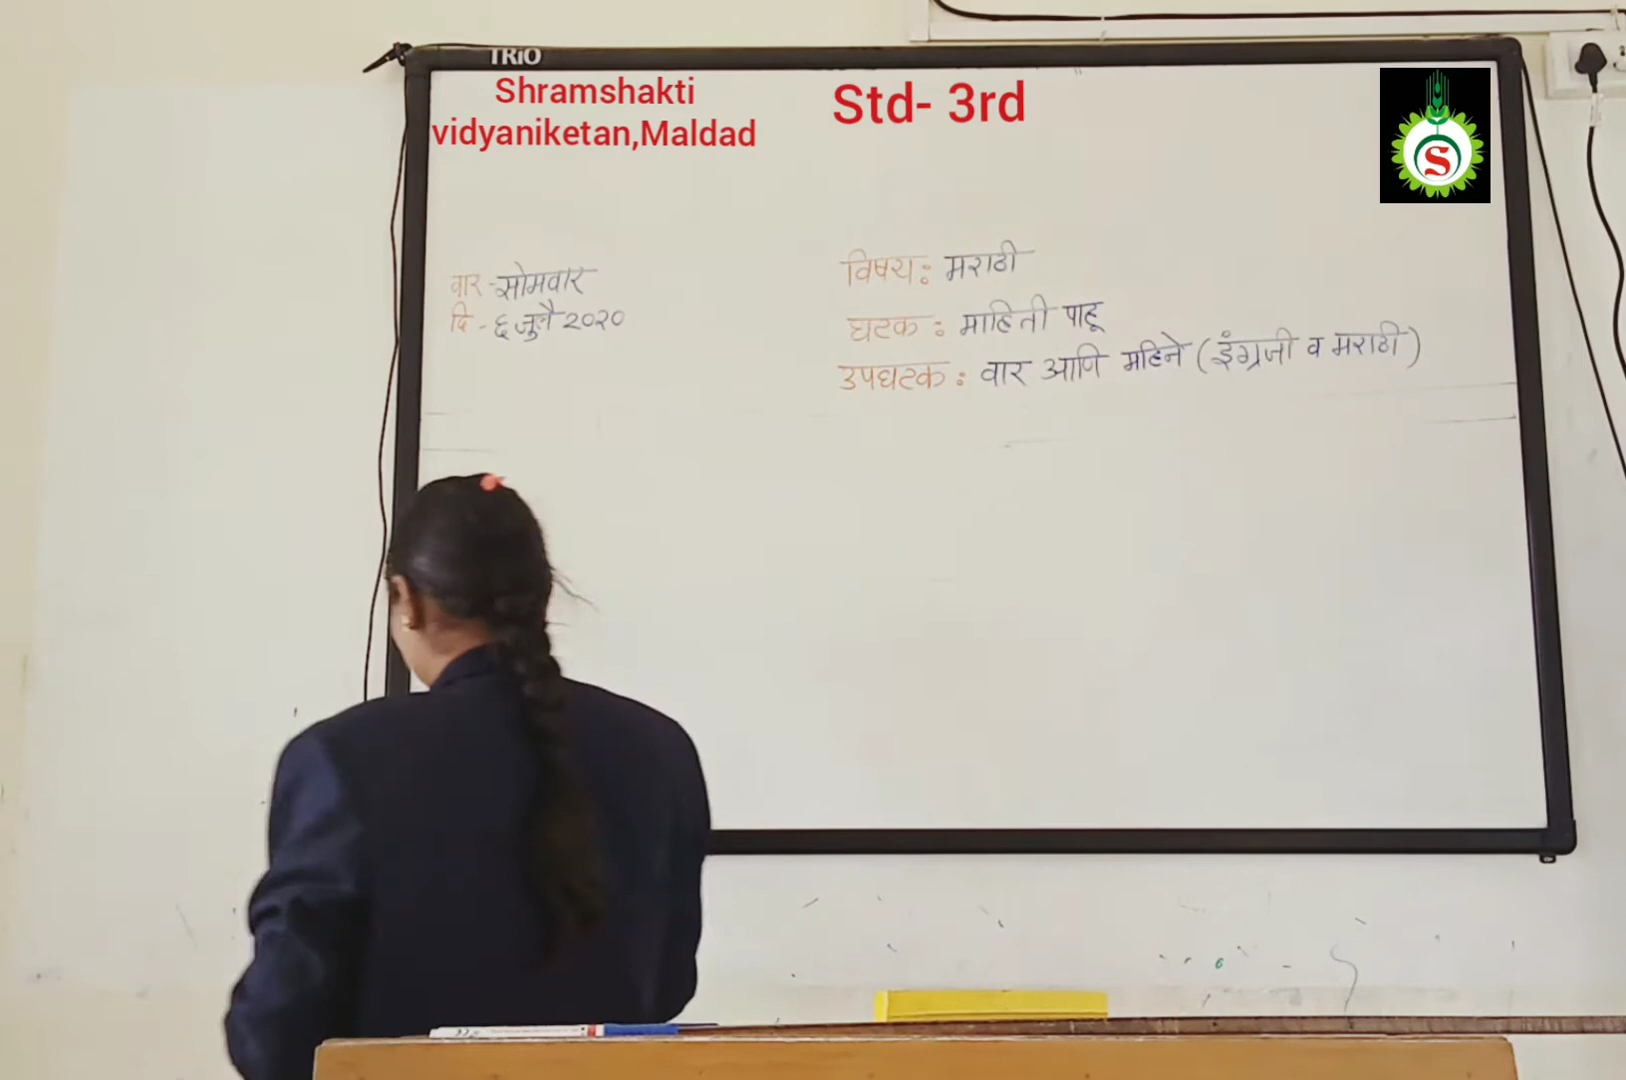 TRiO
Shramshakti
vidyaniketan,Maldad
Std- 3rd
S
वार - सोमवार
दि - ६ जुलै २०२०
विषय : मराठी
घटक : माहिती पाहू
उपघटक : वार आणि महिने (इंग्रजी व मराठी)